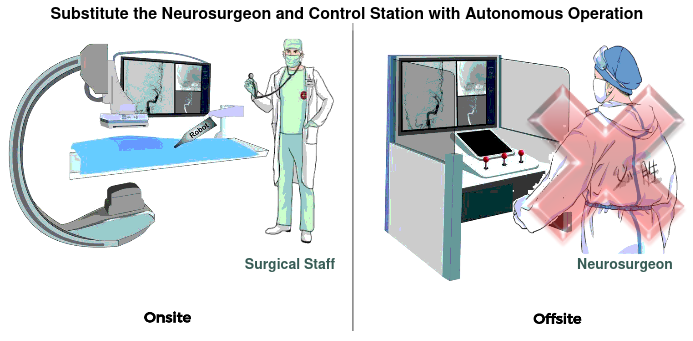 Substitute the Neurosurgeon and Control Station with Autonomous Operation
Robot
Surgical Staff
Neurosurgeon
Onsite
Offsite